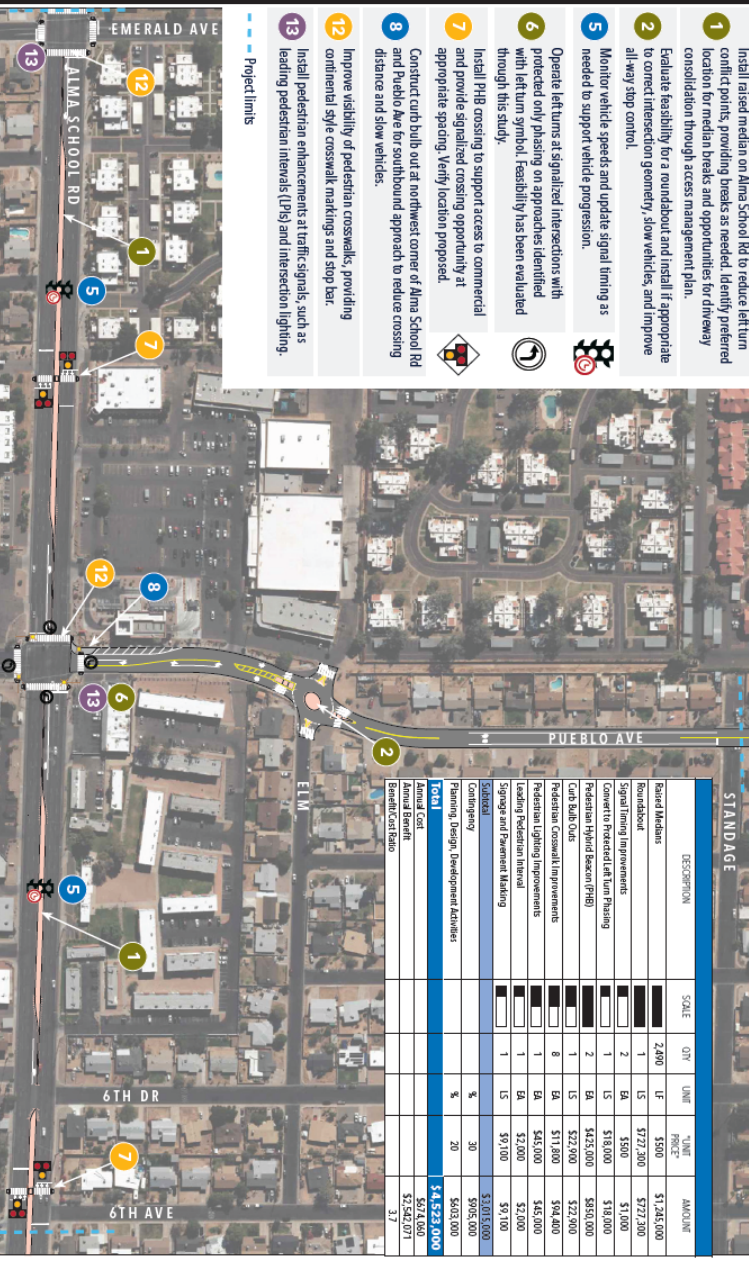 1
Install raised median on Alma School Rd to reduce left turn
conflict points, providing breaks as needed. Identify preferred
location for median breaks and opportunities for driveway
consolidation through access management plan.
2
Evaluate feasibility for a roundabout and install if appropriate
to correct intersection geometry, slow vehicles, and improve
all-way stop control.
5
Monitor vehicle speeds and update signal timing as
needed to support vehicle progression.
6
Operate left turns at signalized intersections with
protected only phasing on approaches identified
with left turn symbol. Feasibility has been evaluated
through this study.
7
Install PHB crossing to support access to commercial
and provide signalized crossing opportunity at
appropriate spacing. Verify location proposed.
8
Construct curb bulb out at northwest corner of Alma School Rd
and Pueblo Ave for southbound approach to reduce crossing
distance and slow vehicles.
12
Improve visibility of pedestrian crosswalks, providing
continental style crosswalk markings and stop bar.
13
Install pedestrian enhancements at traffic signals, such as
leading pedestrian intervals (LPIs) and intersection lighting.
Project limits
EMERALD AVE
ALMA SCHOOL RD
13
12
1
5
7
12
8
13
6
2
PUEBLO AVE
ELM
STANDAGE
5
1
6TH DR
7
6TH AVE
DESCRIPTION SCALE QTY UNIT *UNIT PRICE* AMOUNT
Raised Medians 2,490 LF $500 $1,245,000
Roundabout 1 LS $727,300 $727,300
Signal Timing Improvements 2 EA $500 $1,000
Convert to Protected Left Turn Phasing 1 LS $18,000 $18,000
Pedestrian Hybrid Beacon (PHB) 2 EA $425,000 $850,000
Curb Bulb Outs 1 LS $22,900 $22,900
Pedestrian Crosswalk Improvements 8 EA $11,800 $94,400
Pedestrian Lighting Improvements 1 EA $45,000 $45,000
Leading Pedestrian Interval 1 EA $2,000 $2,000
Signage and Pavement Marking 1 LS $9,100 $9,100
Subtotal $3,015,000
Contingency % 30 $905,000
Planning, Design, Development Activities % 20 $603,000
Total $4,523,000
Annual Cost $674,060
Annual Benefit $2,542,071
Benefit/Cost Ratio 3.7